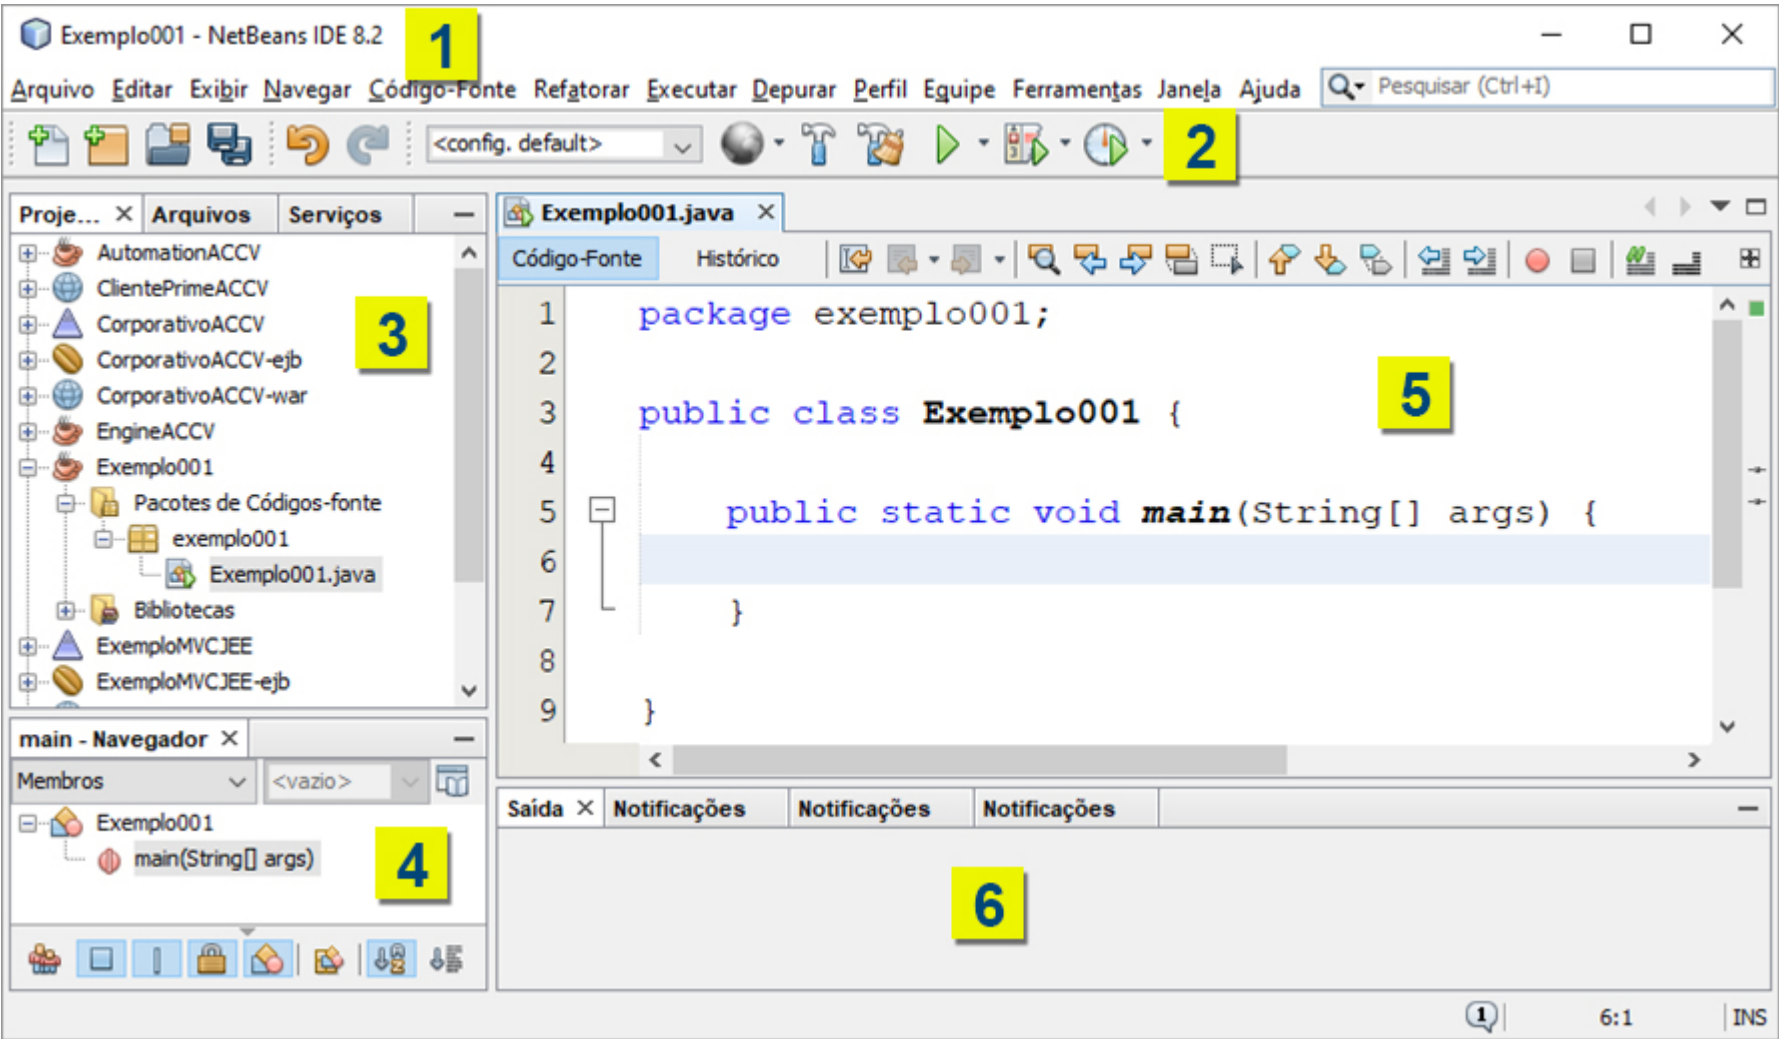 Exemplo001 - NetBeans IDE 8.2
1
Arquivo Editar Exibir Navegar Código-Fonte Refatorar Executar Depurar Perfil Equipe Ferramentas Janela Ajuda Pesquisar (Ctrl+I)
<config. default>
2
Proje... Arquivos Serviços
AutomationACCV
ClientePrimeACCV
CorporativoACCV
CorporativoACCV-ejb
CorporativoACCV-war
EngineACCV
Exemplo001
Pacotes de Códigos-fonte
exemplo001
Exemplo001.java
Bibliotecas
ExemploMVCJEE
ExemploMVCJEE-ejb
3
main - Navegador
Membros <vazio>
Exemplo001
main(String[] args)
4
Exemplo001.java
Código-Fonte Histórico
1 package exemplo001;
2
3 public class Exemplo001 {
4
5 public static void main(String[] args) {
6
7 }
8
9 }
5
Saída Notificações Notificações Notificações
6
1 6:1 INS